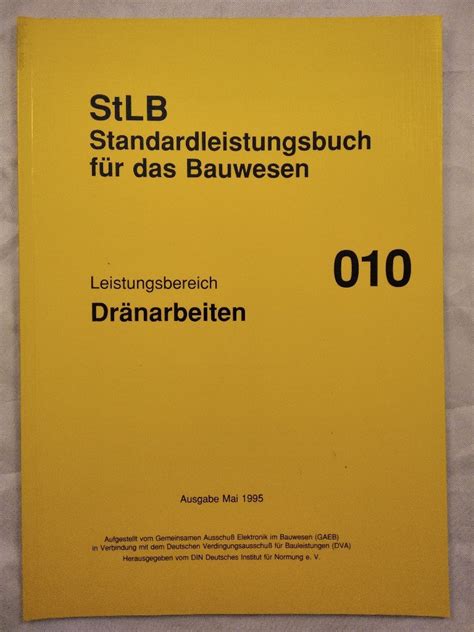 StLB
Standardleistungsbuch
für das Bauwesen
010
Leistungsbereich
Dränarbeiten
Ausgabe Mai 1995
Aufgestellt vom Gemeinsamen Ausschuß Elektronik im Bauwesen (GAEB)
in Verbindung mit dem Deutschen Verdingungsausschuß für Bauleistungen (DVA)
Herausgegeben vom DIN Deutsches Institut für Normung e. V.